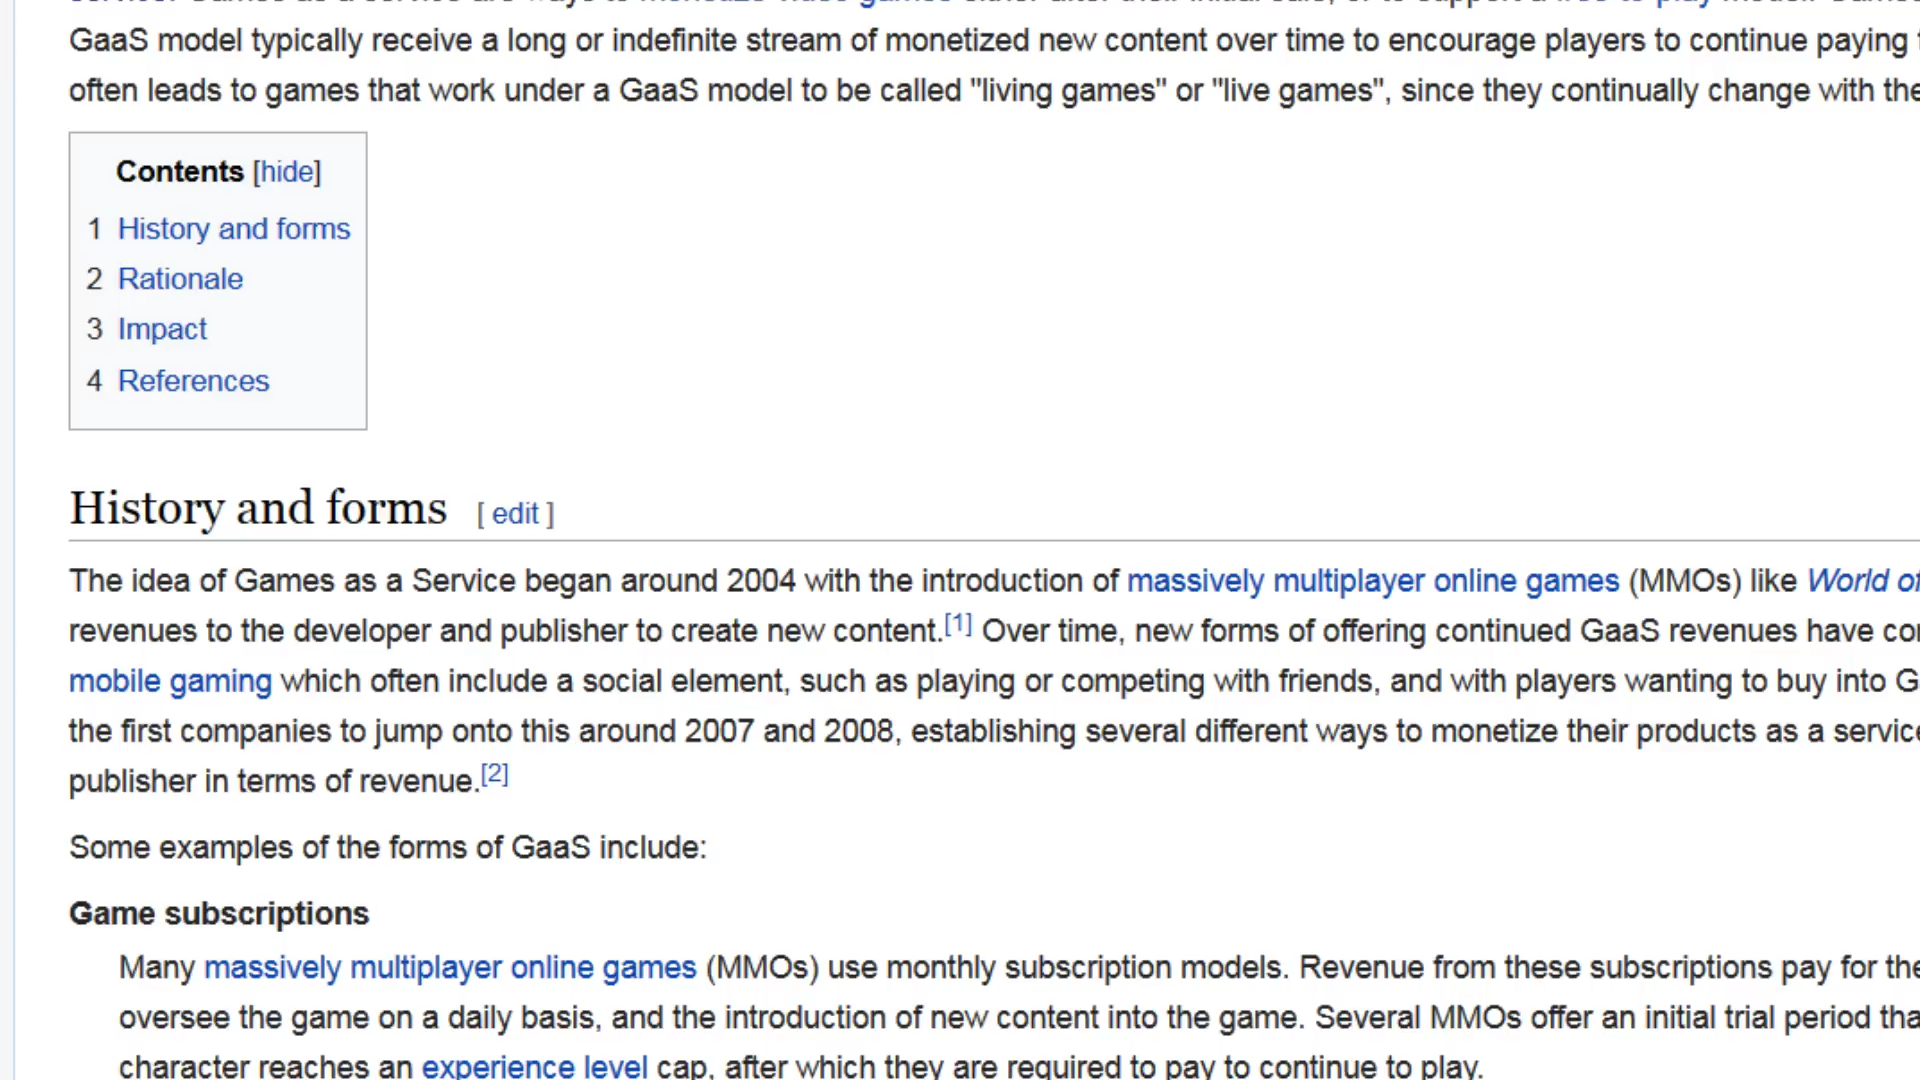 GaaS model typically receive a long or indefinite stream of monetized new content over time to encourage players to continue paying
often leads to games that work under a GaaS model to be called "living games" or "live games", since they continually change with the
Contents [hide]
1 History and forms
2 Rationale
3 Impact
4 References
History and forms [ edit ]
The idea of Games as a Service began around 2004 with the introduction of massively multiplayer online games (MMOs) like World of
revenues to the developer and publisher to create new content.[1] Over time, new forms of offering continued GaaS revenues have
mobile gaming which often include a social element, such as playing or competing with friends, and with players wanting to buy into
the first companies to jump onto this around 2007 and 2008, establishing several different ways to monetize their products as a service
publisher in terms of revenue.[2]
Some examples of the forms of GaaS include:
Game subscriptions
Many massively multiplayer online games (MMOs) use monthly subscription models. Revenue from these subscriptions pay for the
oversee the game on a daily basis, and the introduction of new content into the game. Several MMOs offer an initial trial period
character reaches an experience level cap, after which they are required to pay to continue to play.